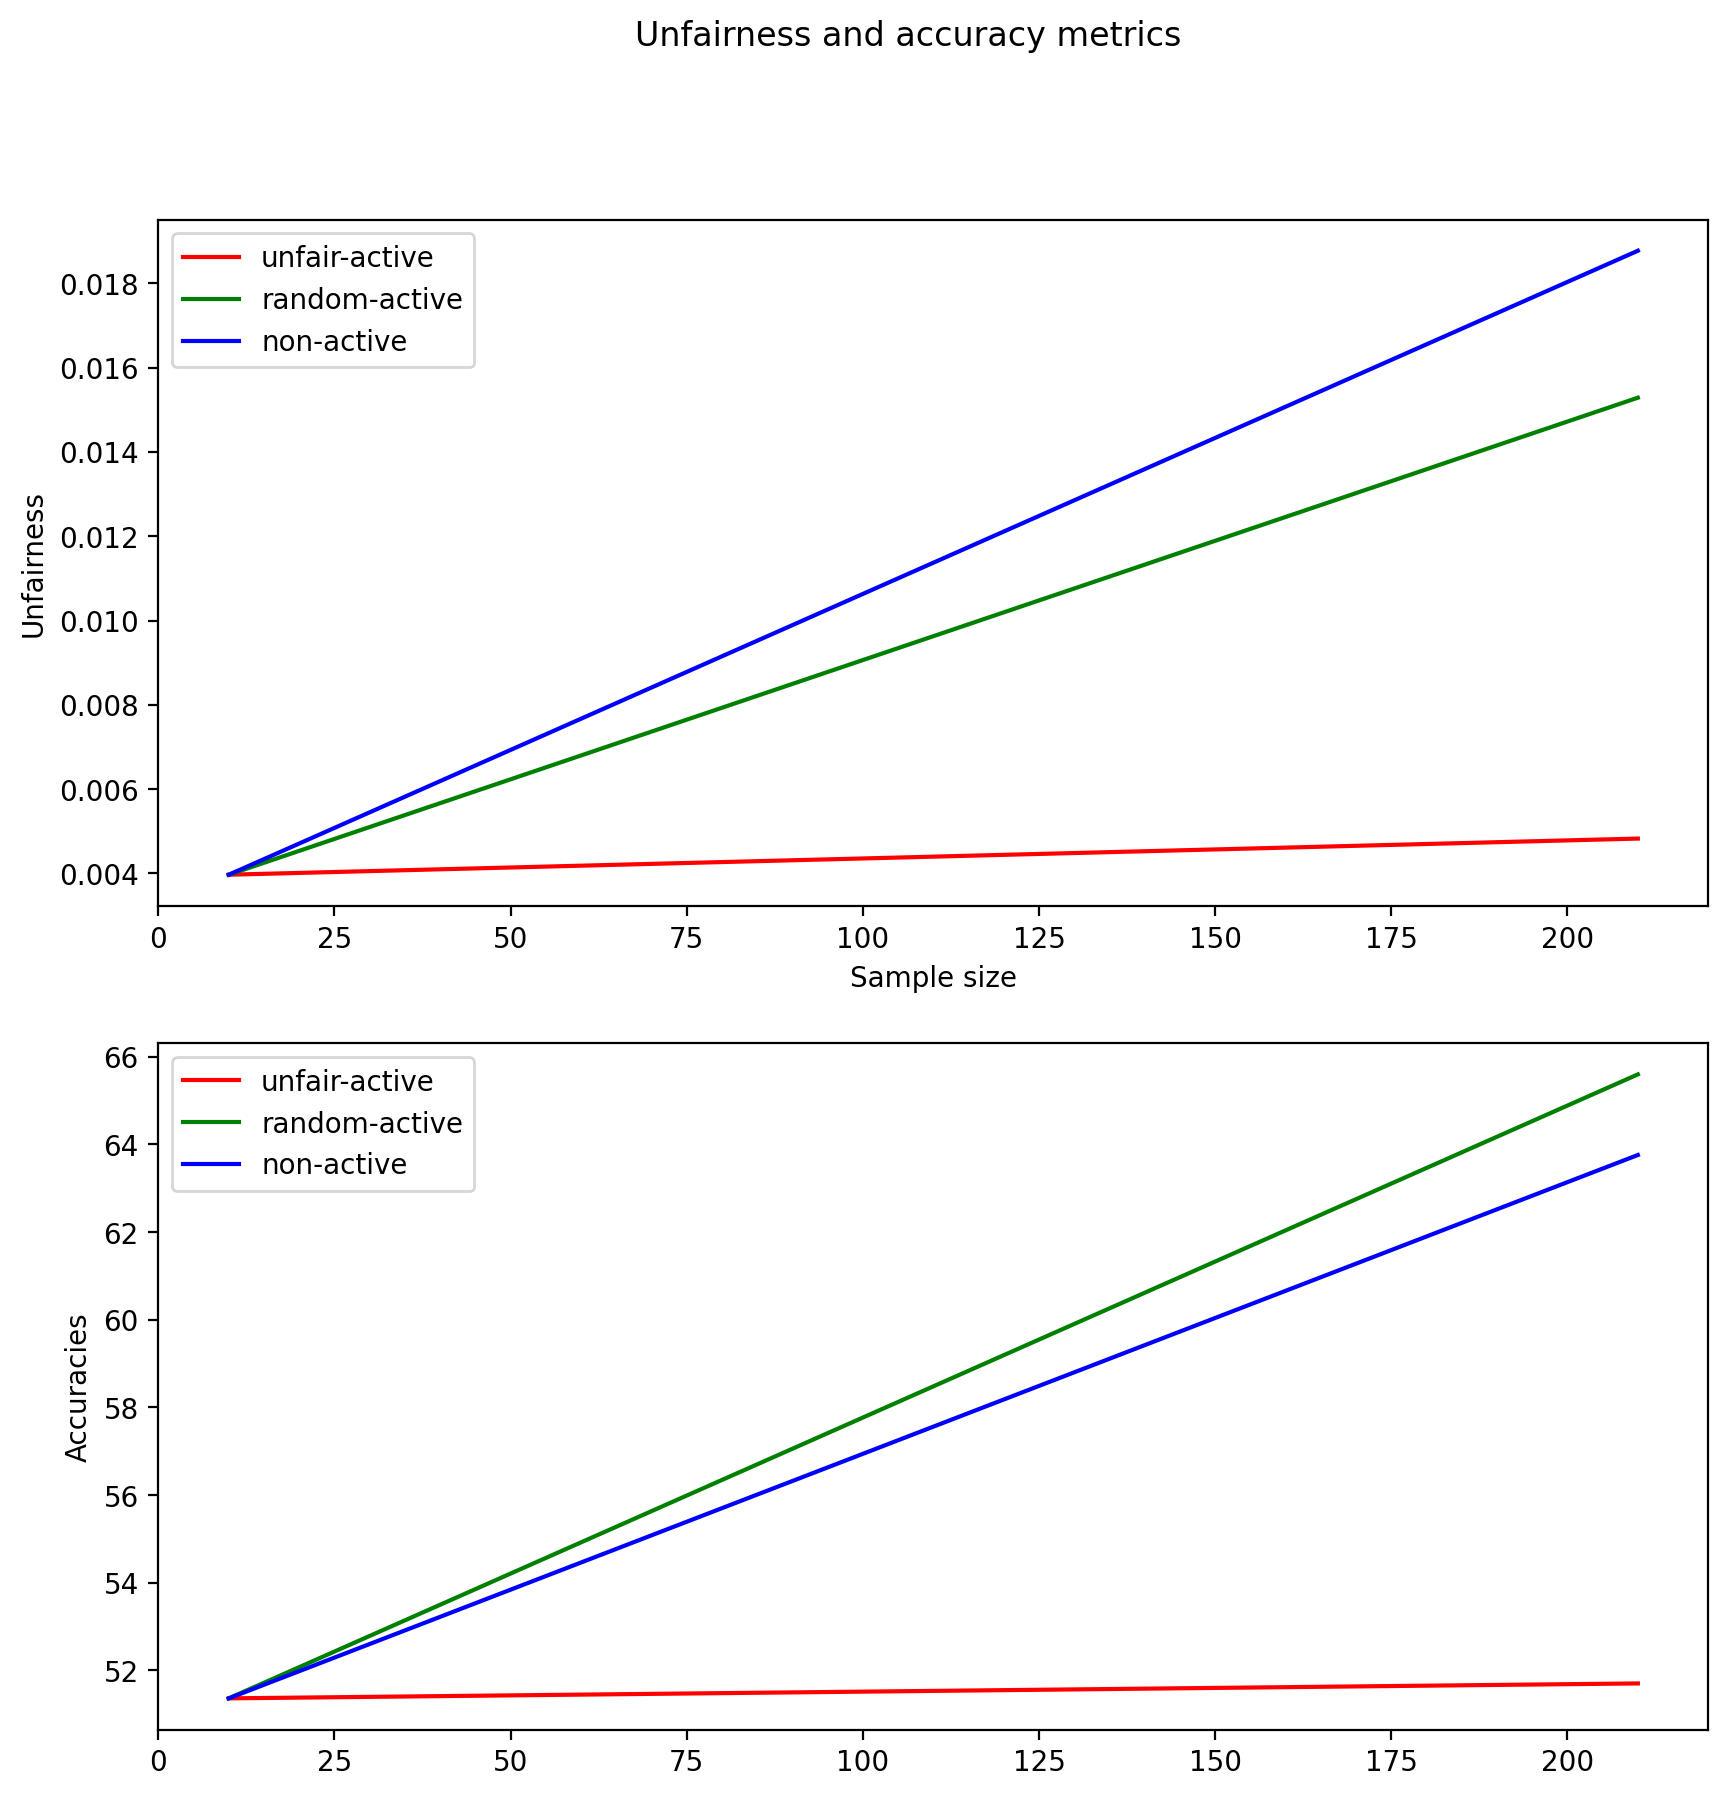 Unfairness and accuracy metrics
unfair-active
random-active
non-active
0.018
0.016
0.014
0.012
0.010
0.008
0.006
0.004
Unfairness
0 25 50 75 100 125 150 175 200
Sample size
unfair-active
random-active
non-active
66
64
62
60
58
56
54
52
Accuracies
0 25 50 75 100 125 150 175 200